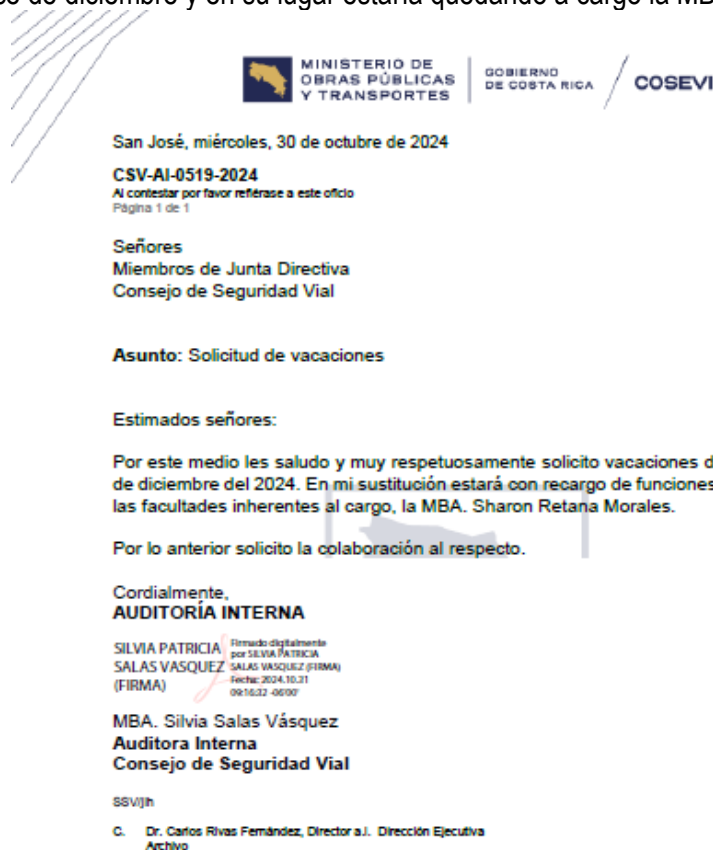 de diciembre y en su lugar estaría quedando a cargo la MB
MINISTERIO DE
OBRAS PÚBLICAS
Y TRANSPORTES
GOBIERNO
DE COSTA RICA
COSEVI
San José, miércoles, 30 de octubre de 2024
CSV-AI-0519-2024
Al contestar por favor refiérase a este oficio
Página 1 de 1
Señores
Miembros de Junta Directiva
Consejo de Seguridad Vial
Asunto: Solicitud de vacaciones
Estimados señores:
Por este medio les saludo y muy respetuosamente solicito vacaciones d
de diciembre del 2024. En mi sustitución estará con recargo de funciones
las facultades inherentes al cargo, la MBA. Sharon Retana Morales.
Por lo anterior solicito la colaboración al respecto.
Cordialmente,
AUDITORÍA INTERNA
SILVIA PATRICIA
SALAS VASQUEZ
(FIRMA)
Firmado digitalmente
por SILVIA PATRICIA
SALAS VASQUEZ (FIRMA)
Fecha: 2024.10.31
09:16:32 -06'00'
MBA. Silvia Salas Vásquez
Auditora Interna
Consejo de Seguridad Vial
SSV/jih
C. Dr. Carlos Rivas Fernández, Director a.i. Dirección Ejecutiva
Archivo